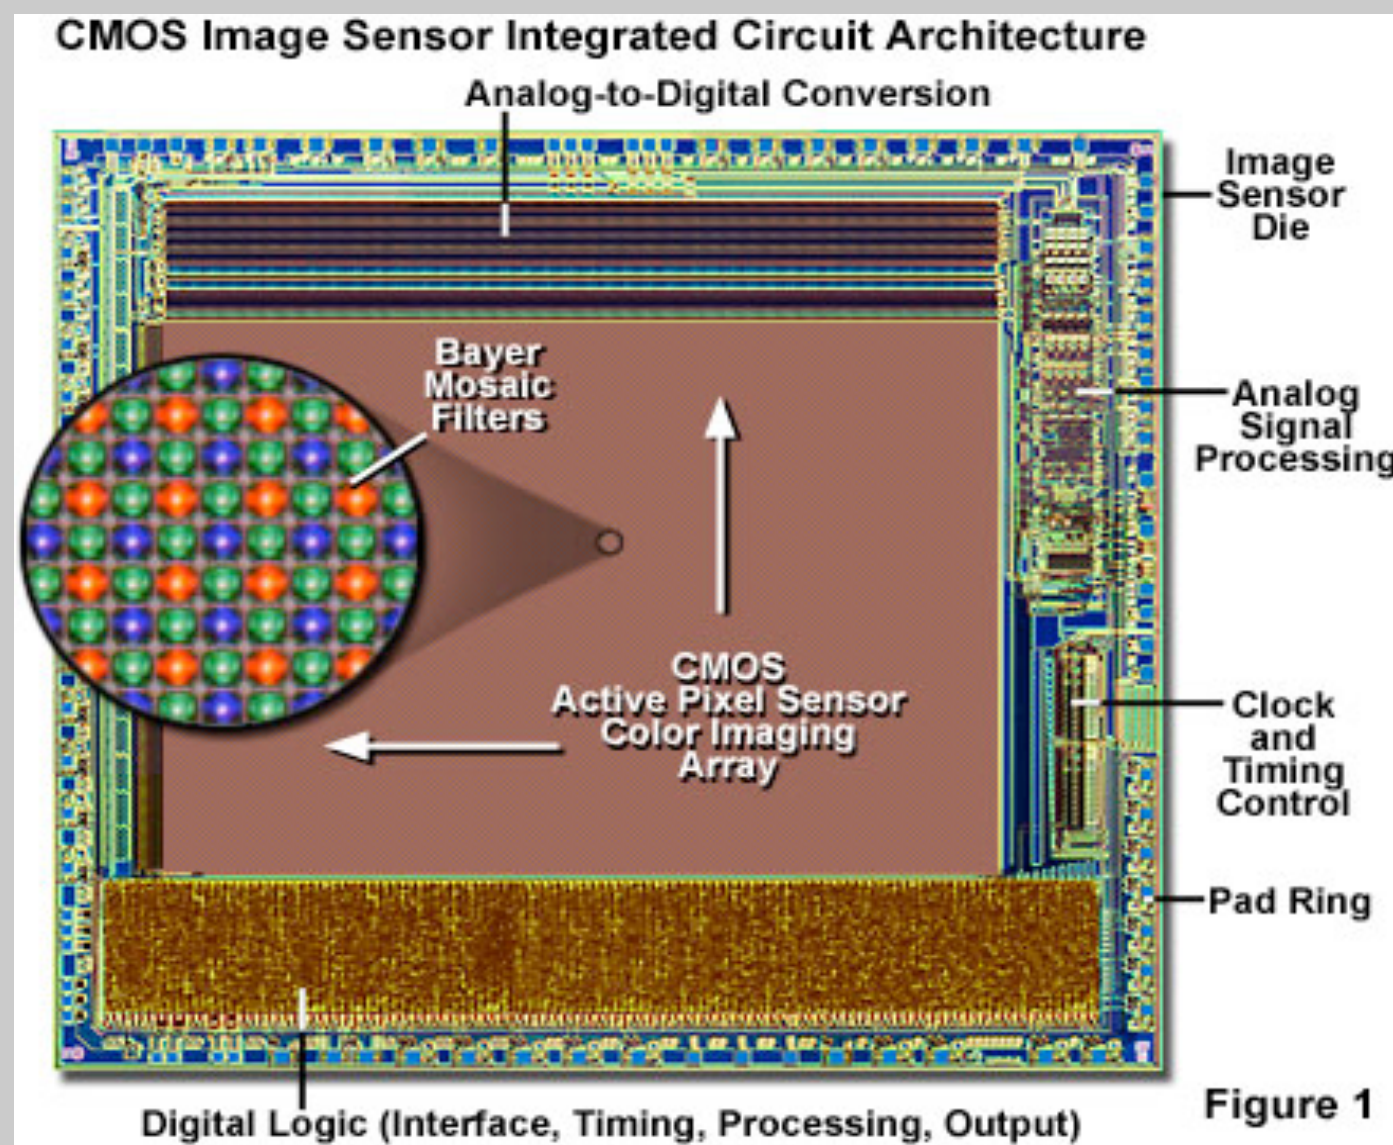 CMOS Image Sensor Integrated Circuit Architecture
Analog-to-Digital Conversion
Image
Sensor
Die
Bayer
Mosaic
Filters
Analog
Signal
Processing
CMOS
Active Pixel Sensor
Color Imaging
Array
Clock
and
Timing
Control
Pad Ring
Digital Logic (Interface, Timing, Processing, Output)
Figure 1